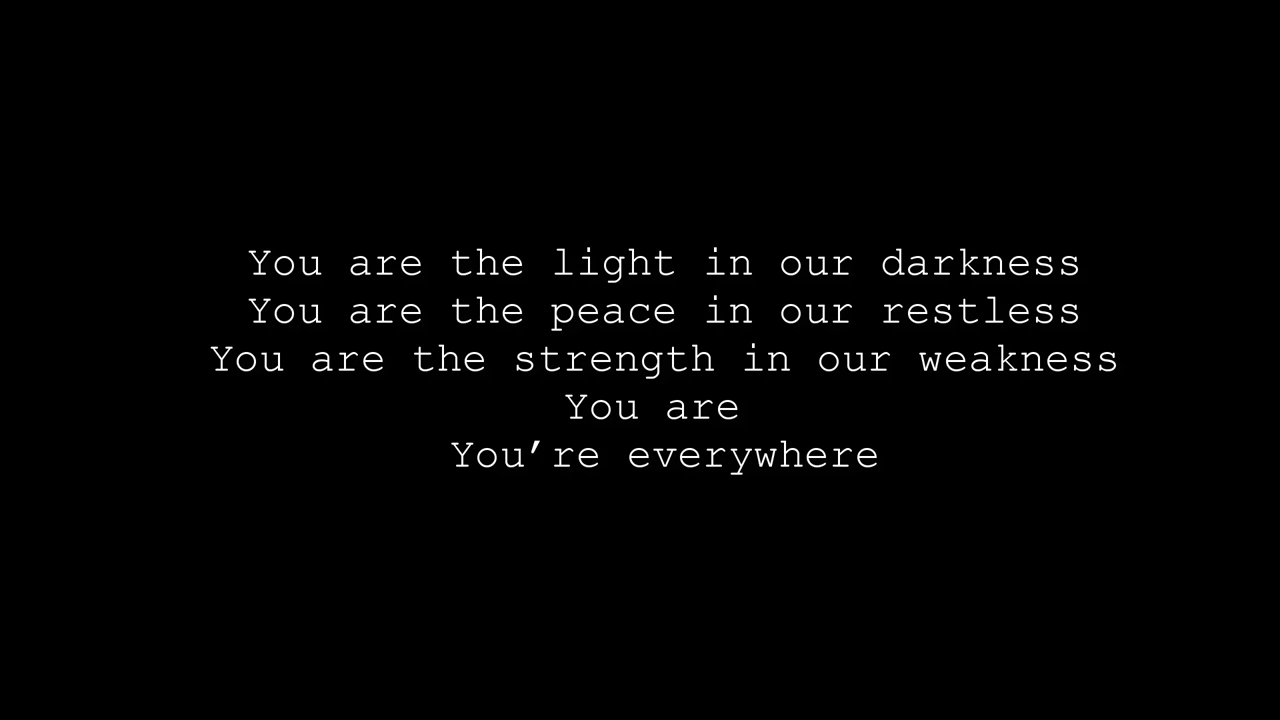 You are the light in our darkness
You are the peace in our restless
You are the strength in our weakness
You are
You’re everywhere